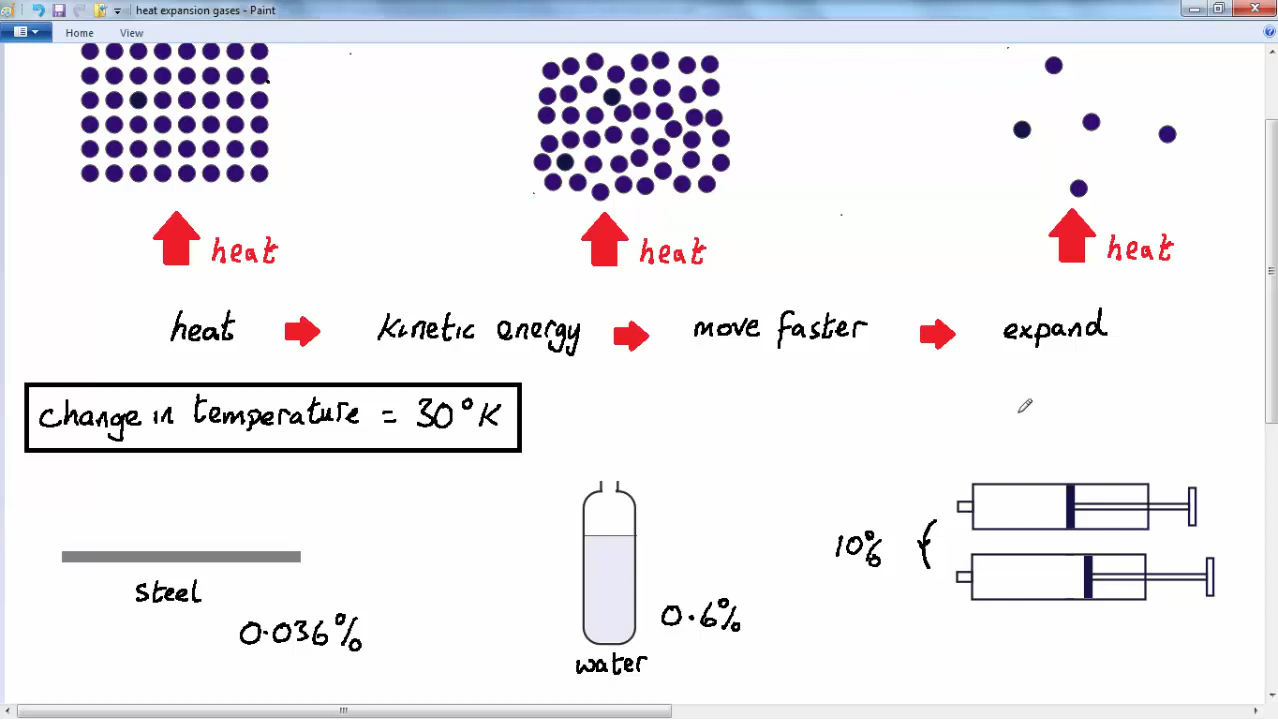 heat expansion gases - Paint
Home View
heat heat heat
heat kinetic energy move faster expand
change in temperature = 30°K
10%
steel
0.036%
0.6%
water